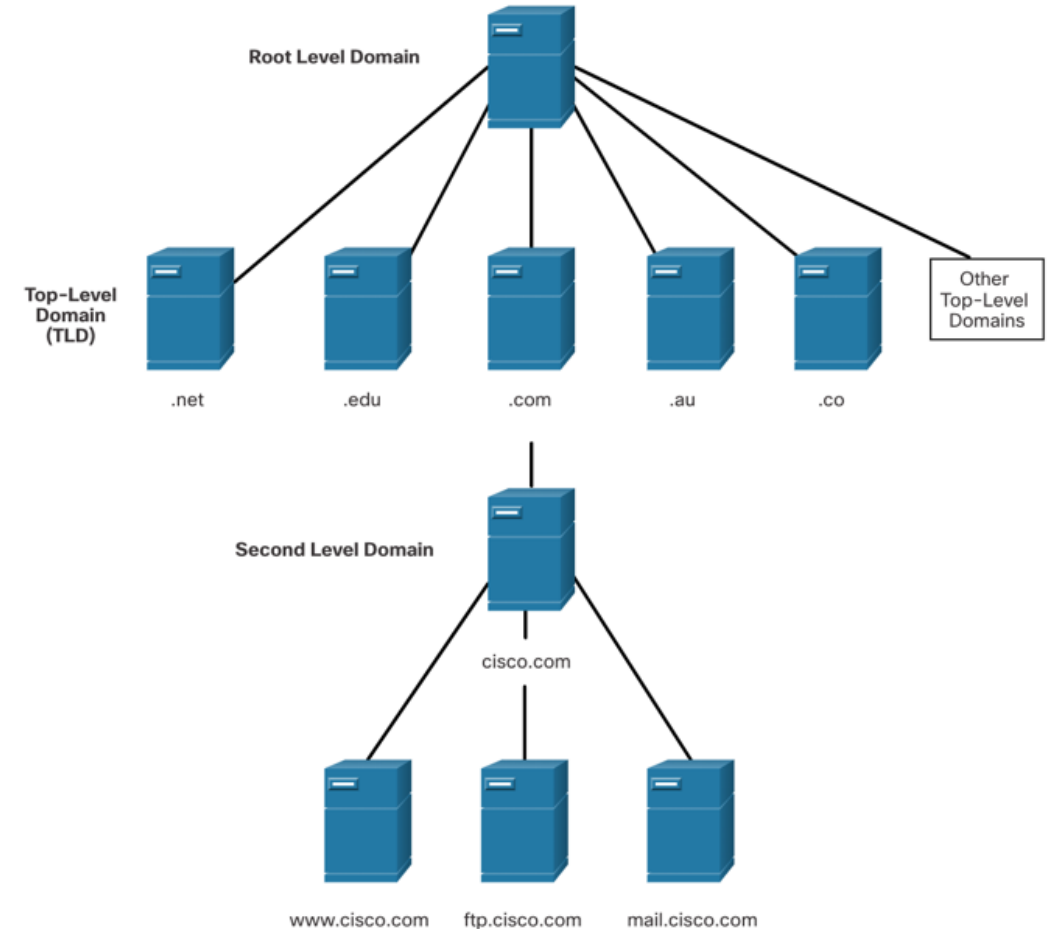 Root Level Domain
Top-Level
Domain
(TLD)
Other
Top-Level
Domains
.net
.edu
.com
.au
.co
Second Level Domain
cisco.com
www.cisco.com
ftp.cisco.com
mail.cisco.com